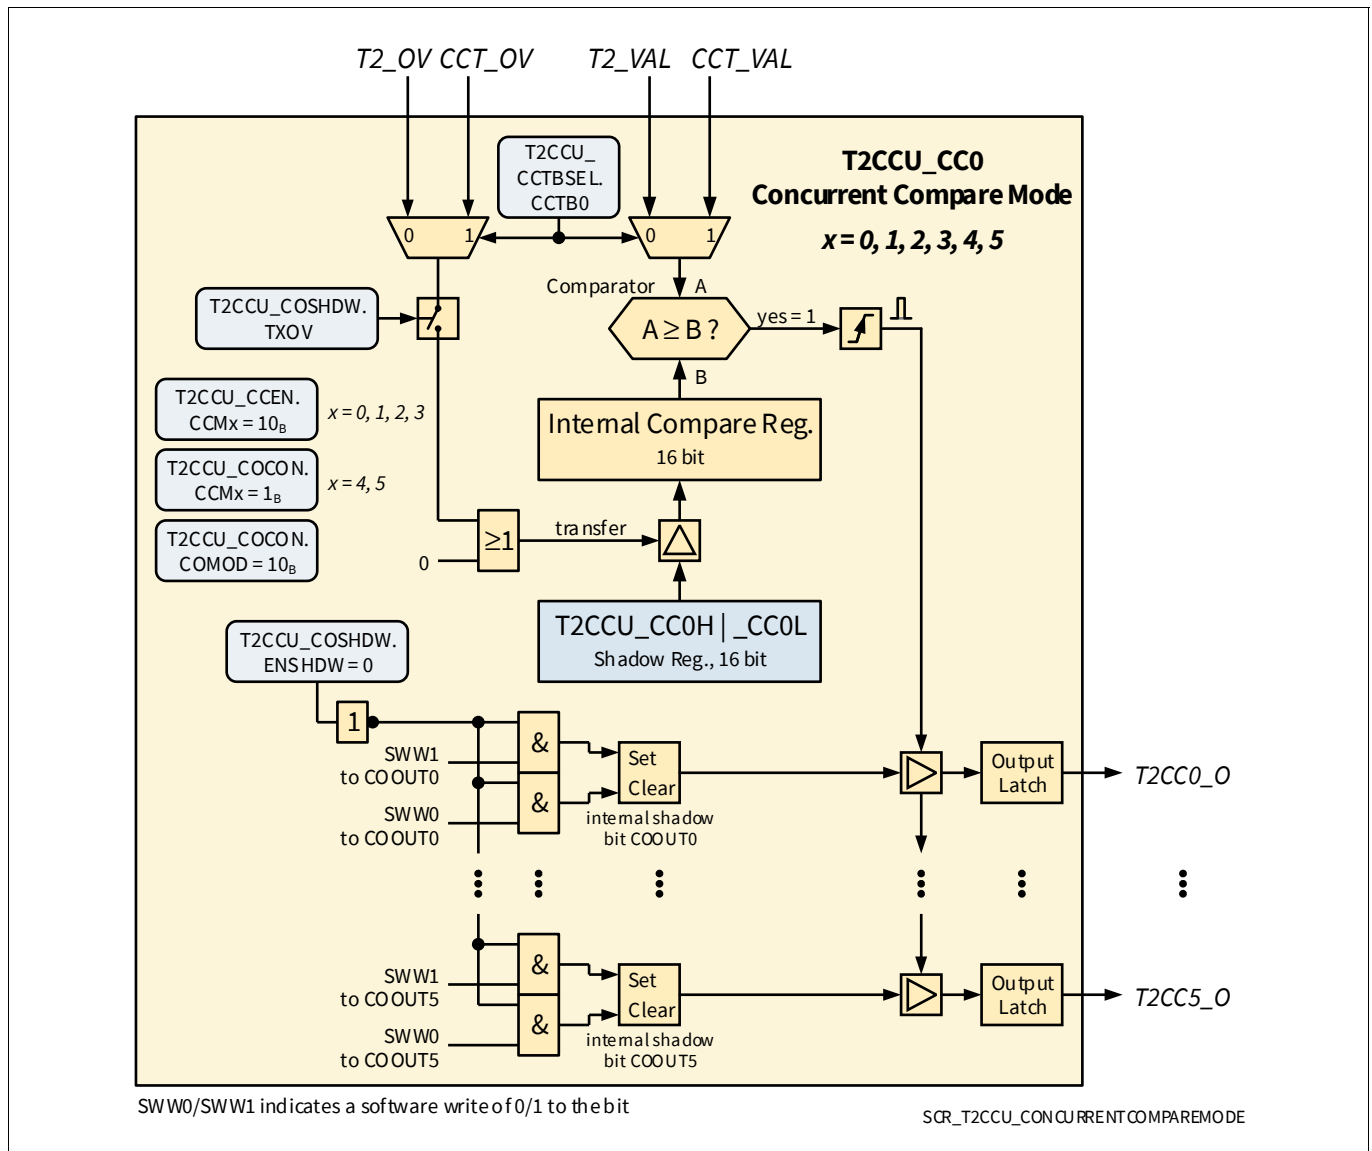 T2_OV CCT_OV
T2_VAL CCT_VAL
T2CCU_
CCTBSEL.
CCTB0
T2CCU_CC0
Concurrent Compare Mode
x = 0, 1, 2, 3, 4, 5
0 1
0 1
Comparator A
T2CCU_COSHDW.
TXOV
A ≥ B ?
yes = 1
B
T2CCU_CCEN.
CCMx = 10B
x = 0, 1, 2, 3
Internal Compare Reg.
16 bit
T2CCU_COCON.
CCMx = 1B
x = 4, 5
T2CCU_COCON.
COMOD = 10B
≥1
transfer
0
T2CCU_CC0H | _CC0L
Shadow Reg., 16 bit
T2CCU_COSHDW.
ENSHDW = 0
1
SWW1
to COOUT0
&
Set
Clear
&
SWW0
to COOUT0
internal shadow
bit COOUT0
Output
Latch
T2CC0_O
SWW1
to COOUT5
&
Set
Clear
&
SWW0
to COOUT5
internal shadow
bit COOUT5
Output
Latch
T2CC5_O
SWW0/SWW1 indicates a software write of 0/1 to the bit
SCR_T2CCU_CONCURRENTCOMPAREMODE